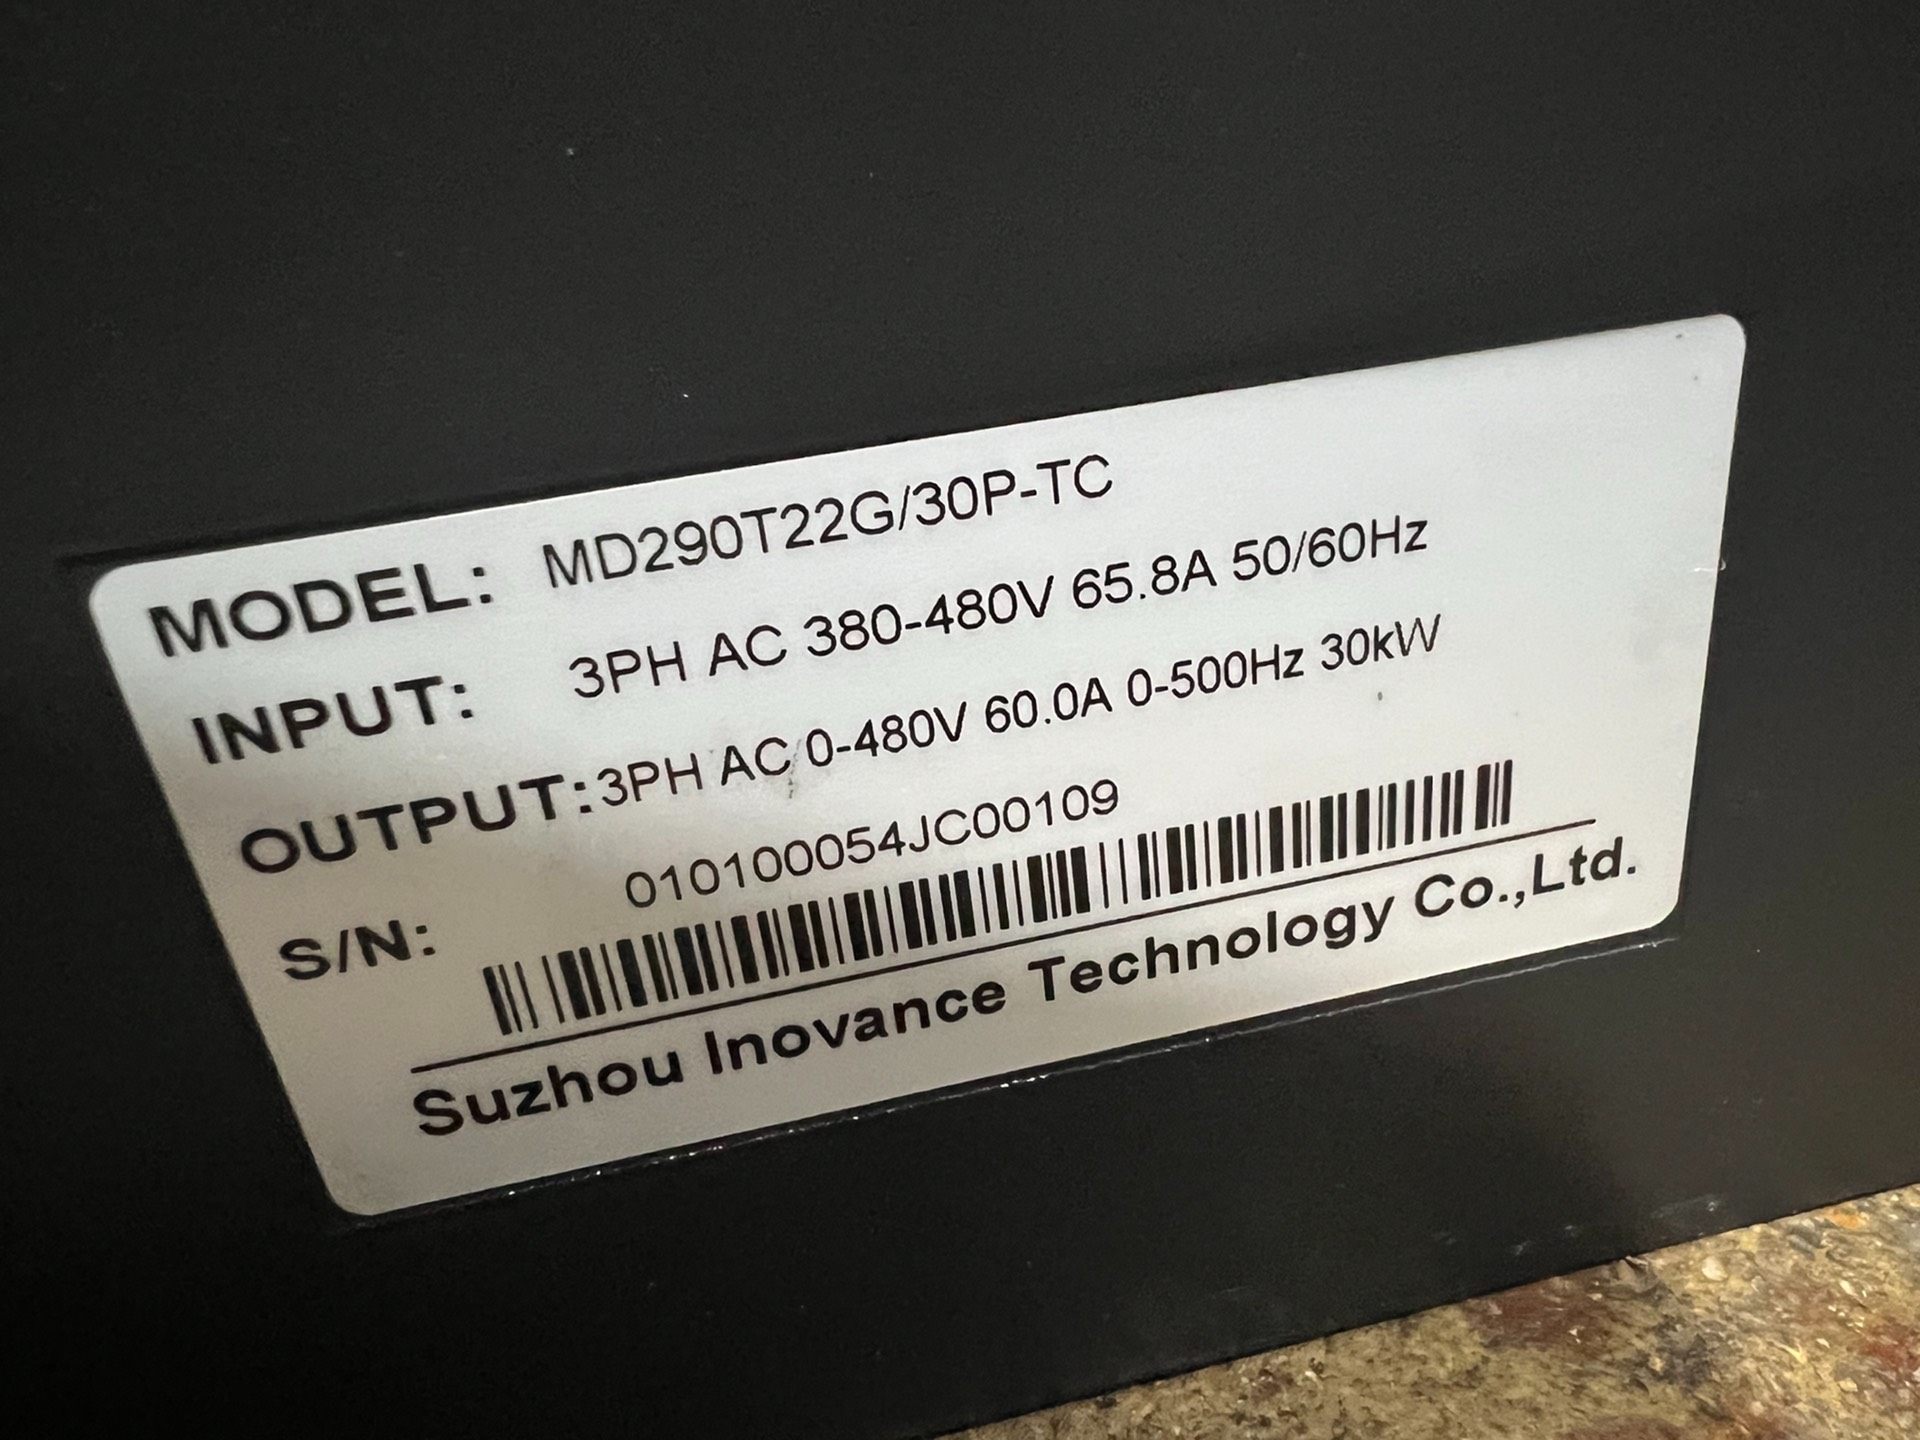 MODEL: MD290T22G/30P-TC
INPUT: 3PH AC 380-480V 65.8A 50/60Hz
OUTPUT:3PH AC 0-480V 60.0A 0-500Hz 30kW
S/N: 010100054JC00109
Suzhou Inovance Technology Co.,Ltd.